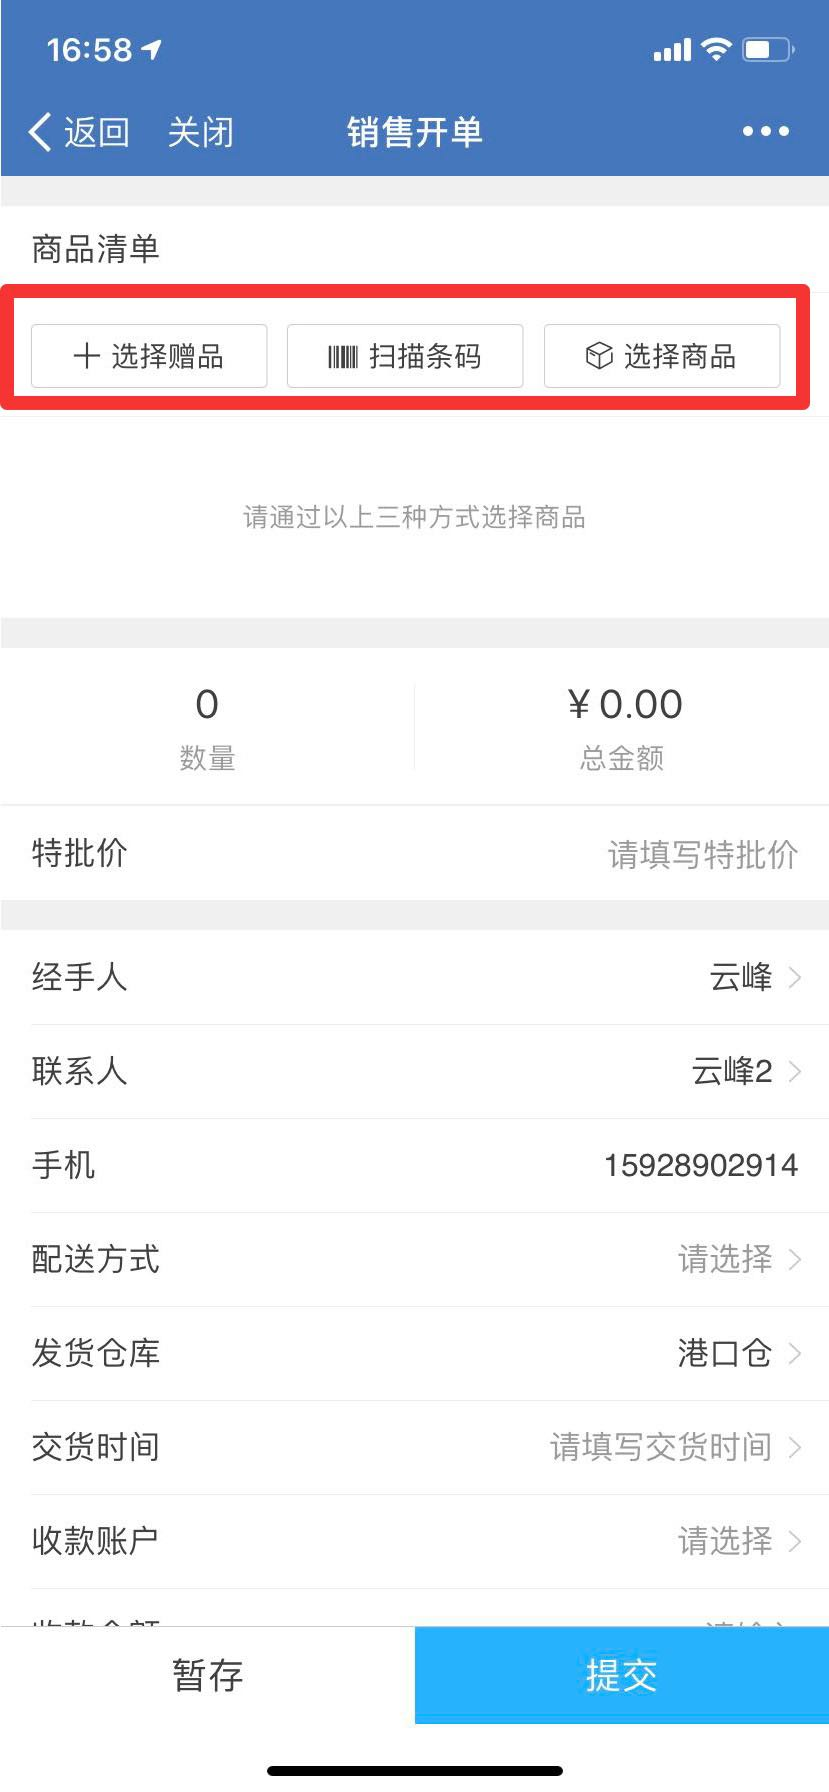 16:58
返回 关闭 销售开单
商品清单
选择赠品 扫描条码 选择商品
请通过以上三种方式选择商品
0 ¥0.00
数量 总金额
特批价 请填写特批价
经手人 云峰
联系人 云峰2
手机 15928902914
配送方式 请选择
发货仓库 港口仓
交货时间 请填写交货时间
收款账户 请选择
暂存 提交